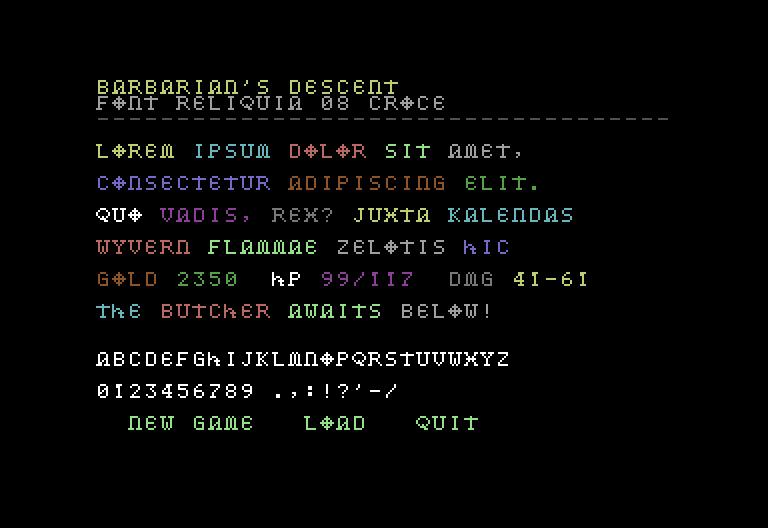 BARBARIAN'S DESCENT
FONT RELIQUIA 08 CROCE
------------------------------------
LOREM IPSUM DOLOR SIT AMET,
CONSECTETUR ADIPISCING ELIT.
QUO VADIS, REX? JUXTA KALENDAS
WYVERN FLAMMAE ZELOTIS HIC
GOLD 2350 HP 99/117 DMG 41-61
THE BUTCHER AWAITS BELOW!
ABCDEFGHIJKLMNOPQRSTUVWXYZ
0123456789 .,:!?'-/
NEW GAME LOAD QUIT